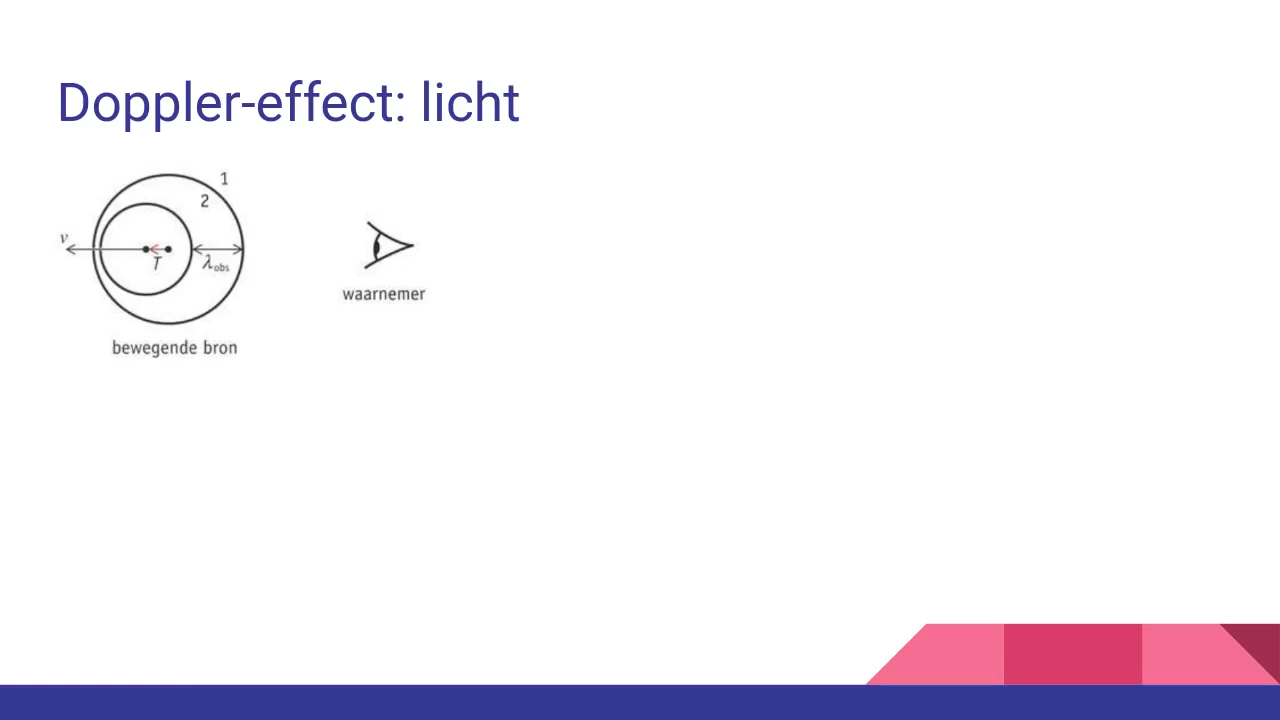 Doppler-effect: licht
1
2
v
T
λobs
waarnemer
bewegende bron